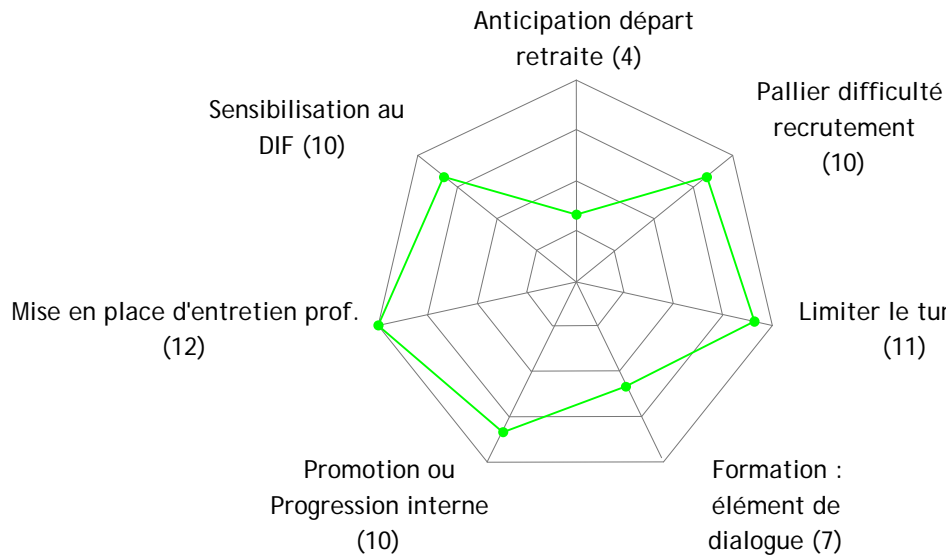 Anticipation départ
retraite (4)
Pallier difficulté
recrutement
(10)
Limiter le
(11)
Formation :
élément de
dialogue (7)
Promotion ou
Progression interne
(10)
Mise en place d'entretien prof.
(12)
Sensibilisation au
DIF (10)